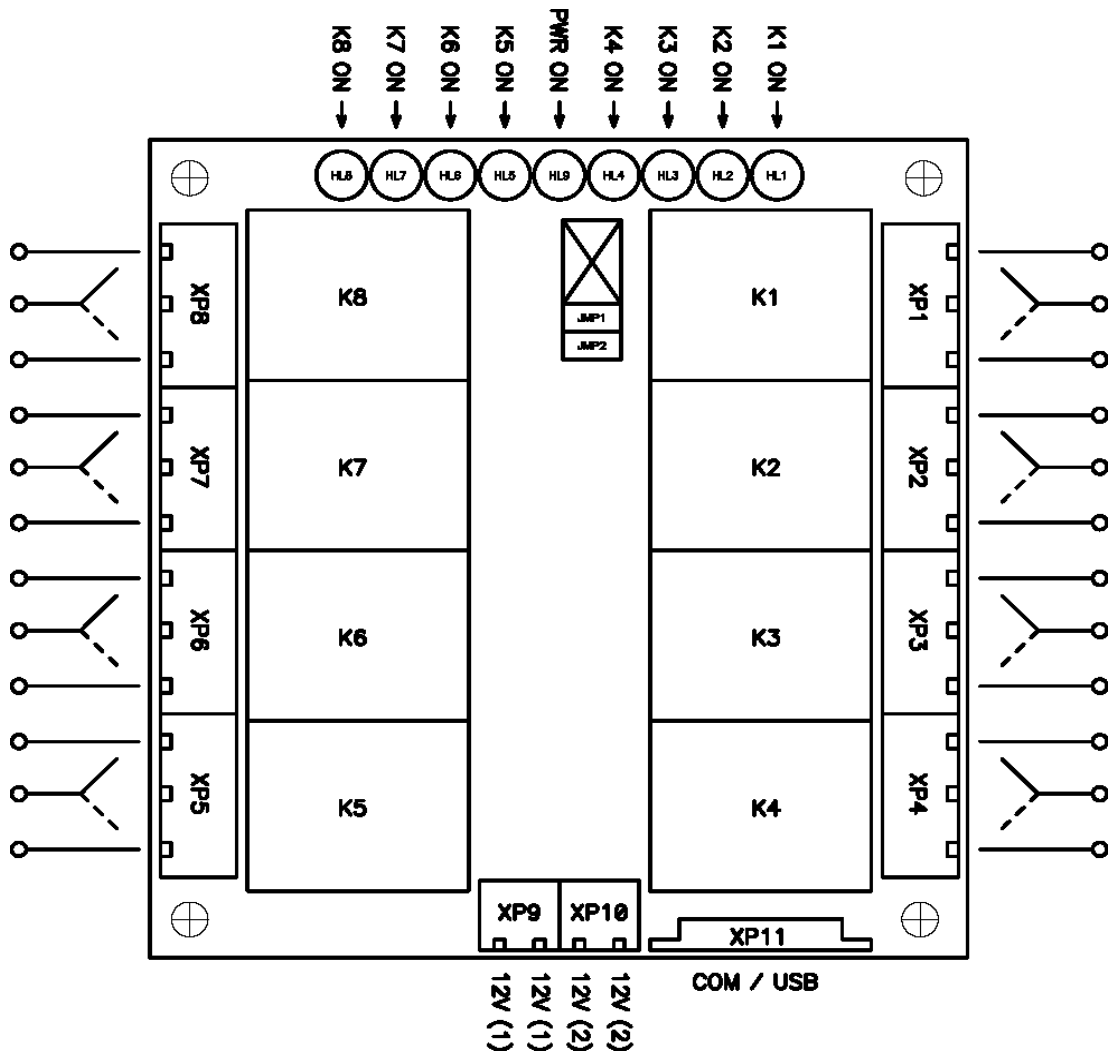 K8 ON
K7 ON
K6 ON
K5 ON
PWR ON
K4 ON
K3 ON
K2 ON
K1 ON
HL8
HL7
HL6
HL5
HL9
HL4
HL3
HL2
HL1
XP8
K8
JMP1
JMP2
K1
XP1
XP7
K7
K2
XP2
XP6
K6
K3
XP3
XP5
K5
K4
XP4
XP9
XP10
XP11
12V (1)
12V (1)
12V (2)
12V (2)
COM / USB